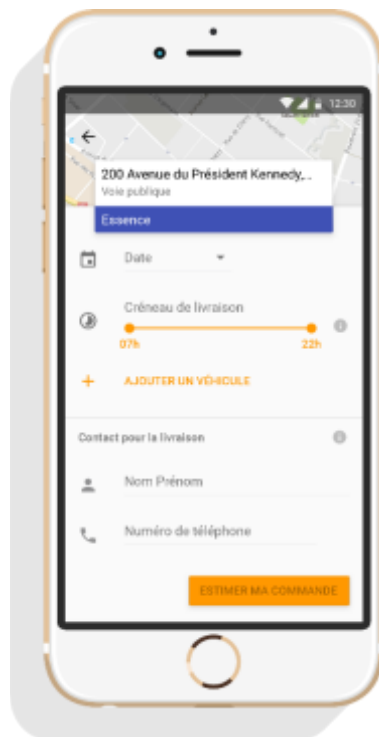 12:30
200 Avenue du Président Kennedy,...
Voie publique
Essence
Date
Créneau de livraison
07h
22h
AJOUTER UN VÉHICULE
Contact pour la livraison
Nom Prénom
Numéro de téléphone
ESTIMER MA COMMANDE